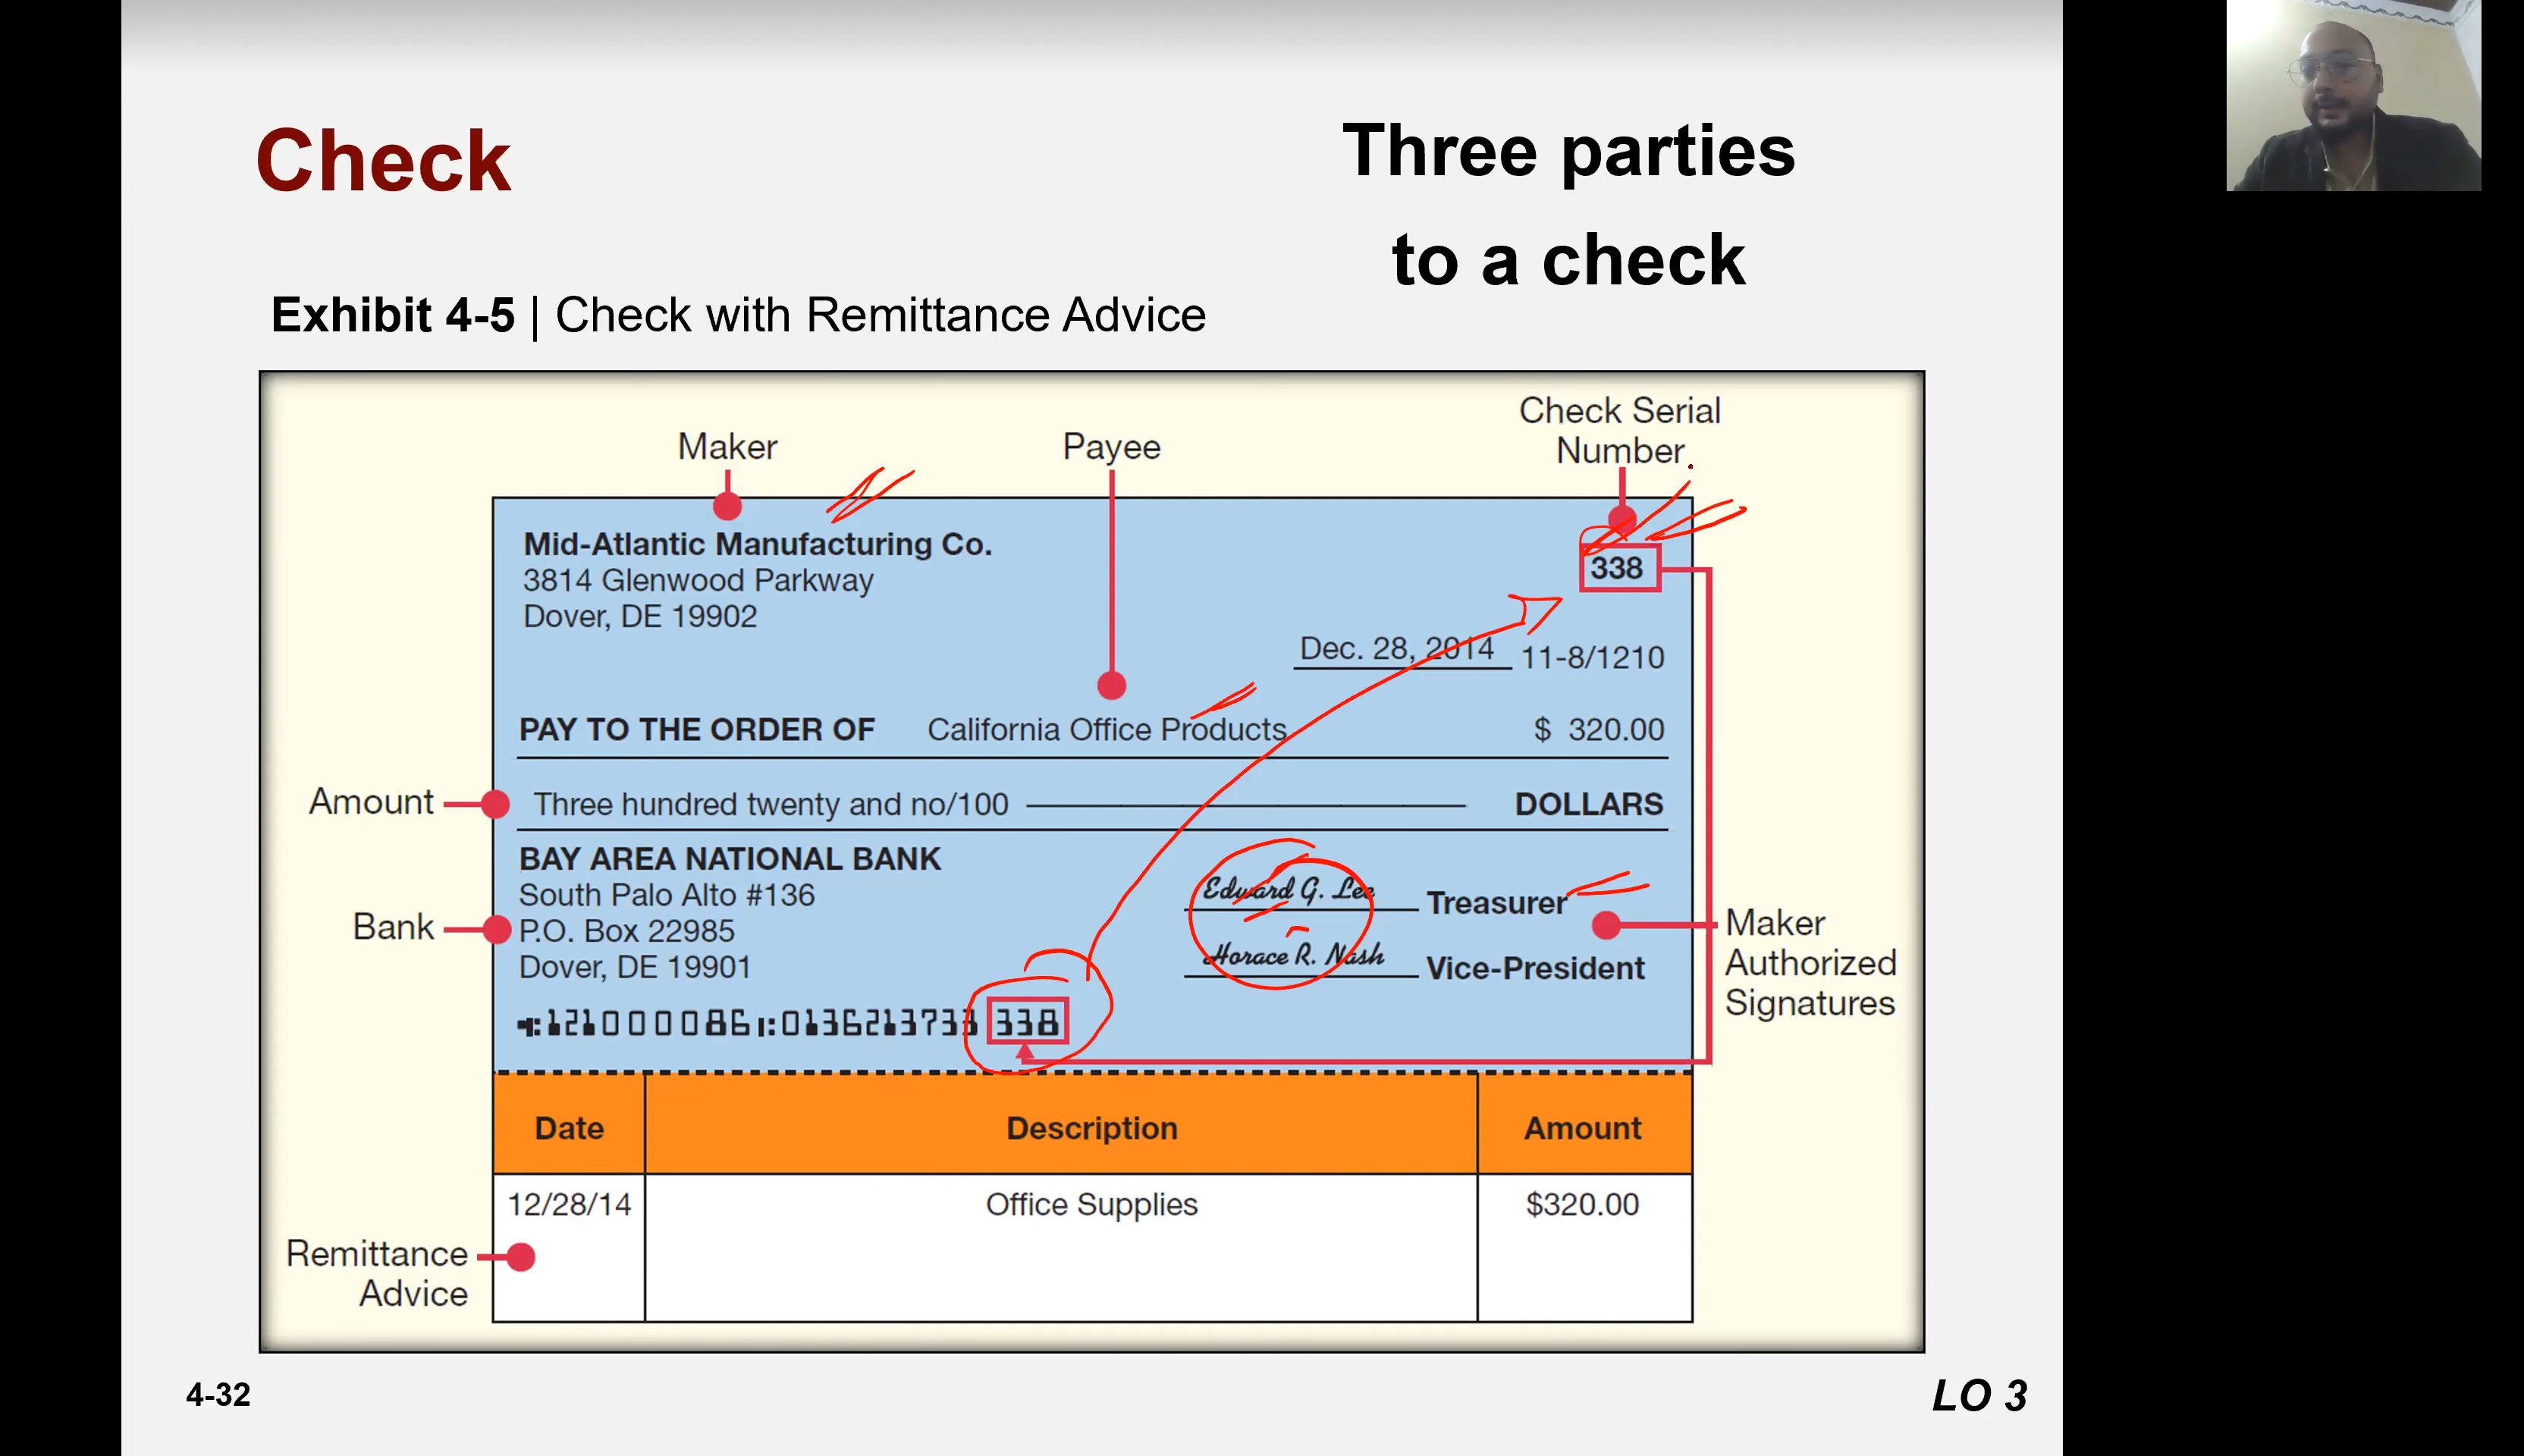 Check
Three parties
to a check
Exhibit 4-5 | Check with Remittance Advice
Maker
Payee
Check Serial
Number
Mid-Atlantic Manufacturing Co.
3814 Glenwood Parkway
Dover, DE 19902
338
Dec. 28, 2014 11-8/1210
PAY TO THE ORDER OF California Office Products $ 320.00
Amount
Three hundred twenty and no/100 DOLLARS
BAY AREA NATIONAL BANK
South Palo Alto #136
Bank
P.O. Box 22985
Dover, DE 19901
Edward G. Lee Treasurer
Horace R. Nash Vice-President
Maker
Authorized
Signatures
⑆121000086⑆0136213733 338
Date Description Amount
12/28/14 Office Supplies $320.00
Remittance
Advice
4-32
LO 3